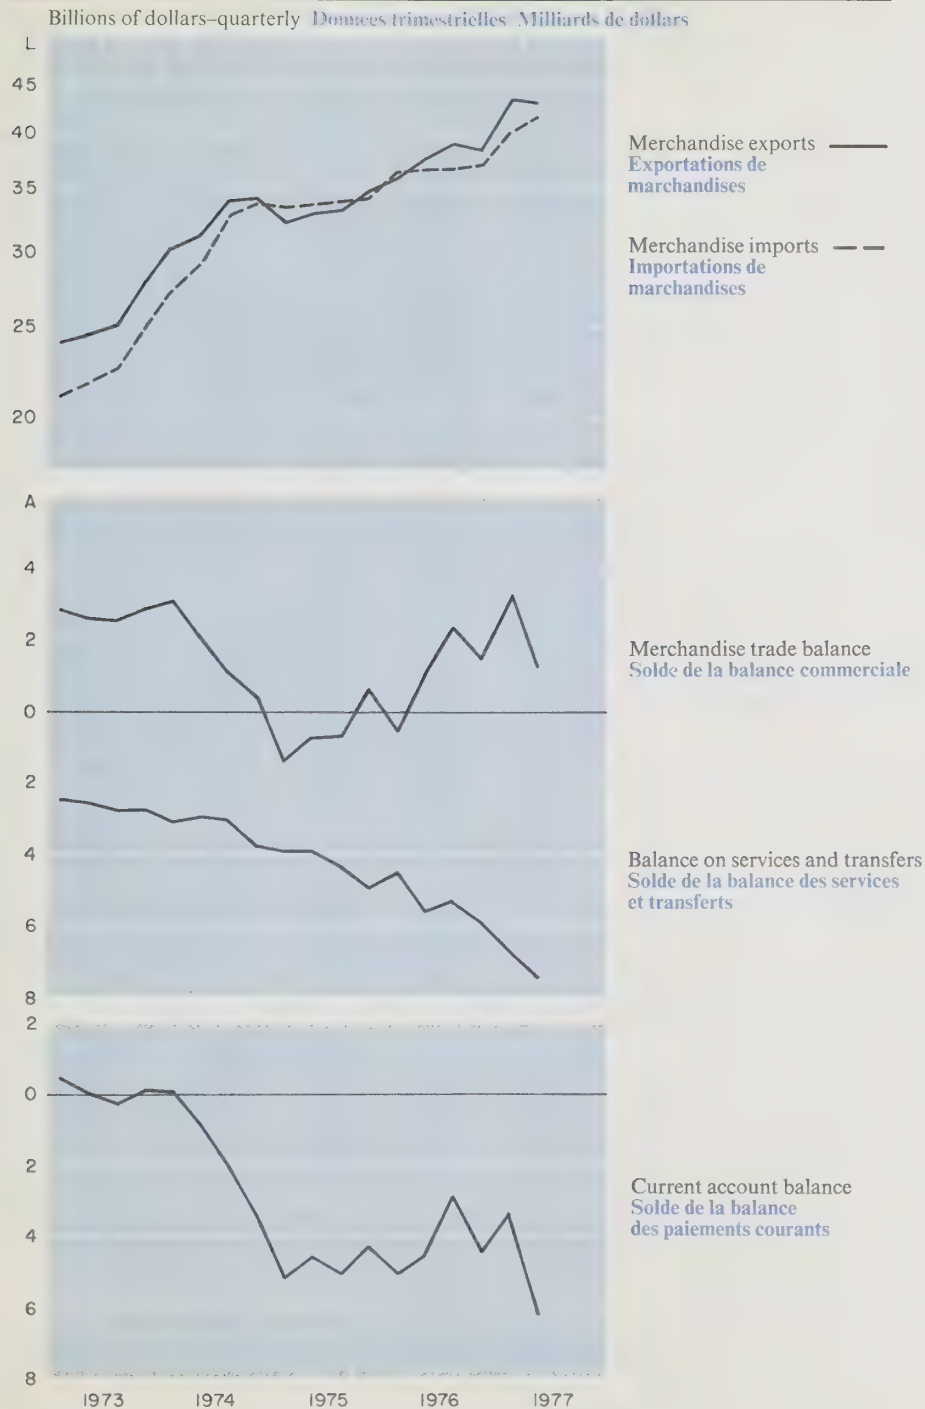 Billions of dollars–quarterly Données trimestrielles Milliards de dollars
L
45
40
35
30
25
20
Merchandise exports
Exportations de
marchandises
Merchandise imports
Importations de
marchandises
A
4
2
0
2
4
6
8
Merchandise trade balance
Solde de la balance commerciale
Balance on services and transfers
Solde de la balance des services
et transferts
2
0
2
4
6
8
Current account balance
Solde de la balance
des paiements courants
1973 1974 1975 1976 1977